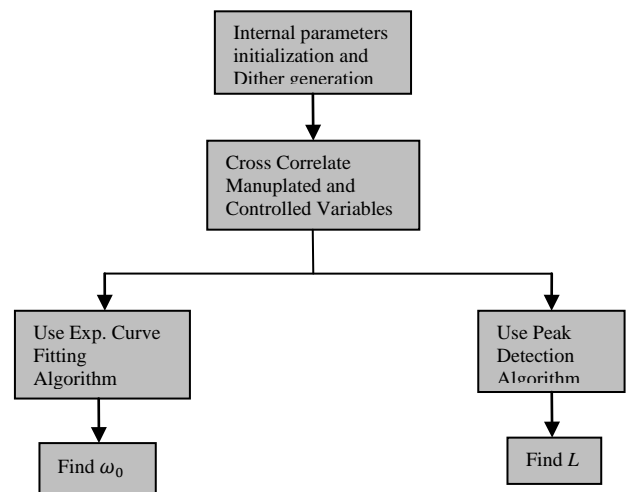 Internal parameters
initialization and
Dither generation
Cross Correlate
Manuplated and
Controlled Variables
Use Exp. Curve
Fitting
Algorithm
Use Peak
Detection
Algorithm
Find ω₀
Find L